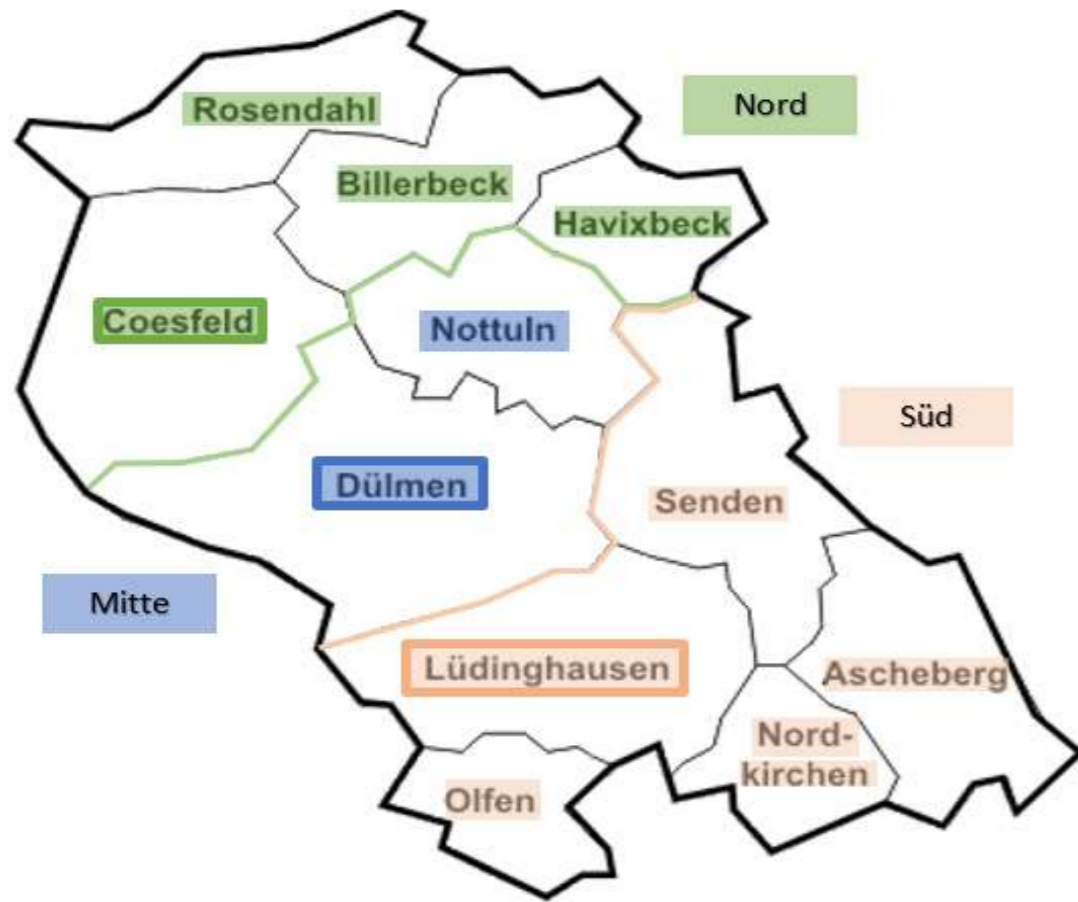 Rosendahl
Nord
Billerbeck
Havixbeck
Coesfeld
Nottuln
Süd
Dülmen
Senden
Mitte
Lüdinghausen
Ascheberg
Nord-
kirchen
Olfen